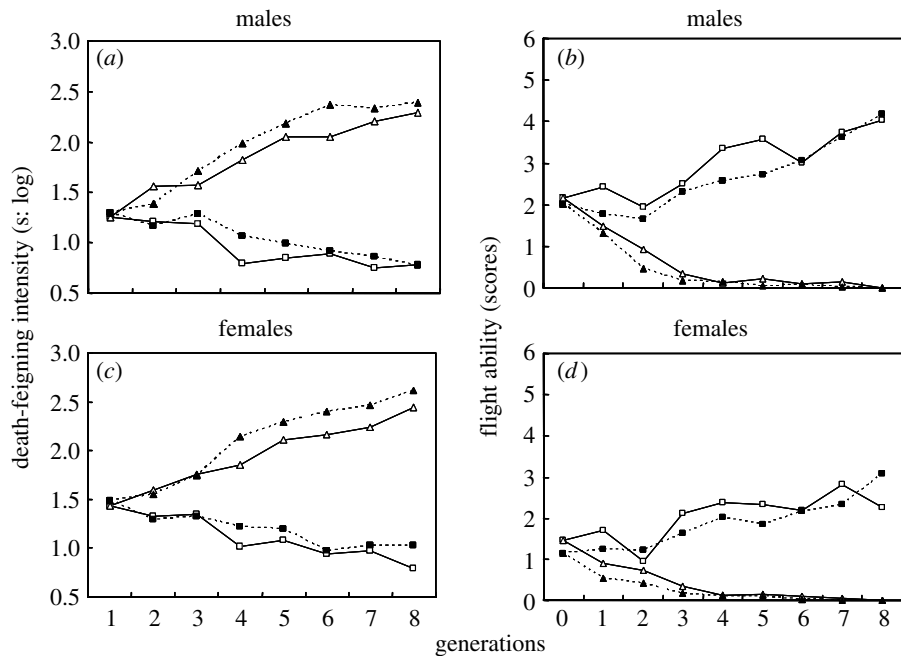 males
(a)
3.0
2.5
2.0
1.5
1.0
0.5
males
(b)
6
5
4
3
2
1
0
death-feigning intensity (s: log)
females
(c)
3.0
2.5
2.0
1.5
1.0
0.5
1 2 3 4 5 6 7 8
flight ability (scores)
females
(d)
6
5
4
3
2
1
0
0 1 2 3 4 5 6 7 8
generations